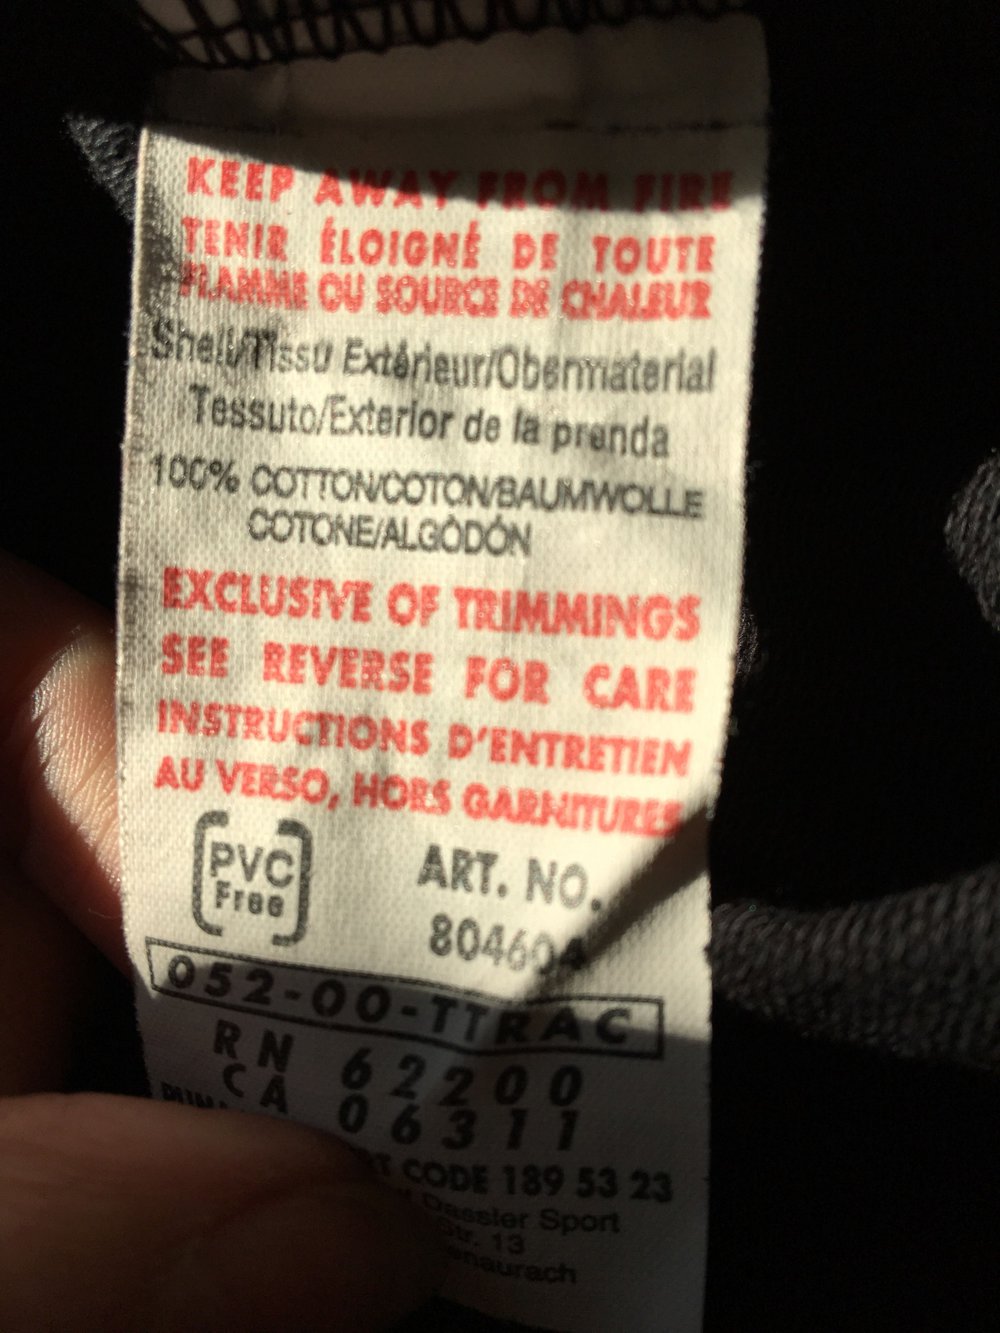 KEEP AWAY FROM FIRE
TENIR ÉLOIGNÉ DE TOUTE
FLAMME OU SOURCE DE CHALEUR
Shell/Tissu Extérieur/Obermaterial
Tessuto/Exterior de la prenda
100% COTTON/COTON/BAUMWOLLE
COTONE/ALGÒDÓN
EXCLUSIVE OF TRIMMINGS
SEE REVERSE FOR CARE
INSTRUCTIONS D'ENTRETIEN
AU VERSO, HORS GARNITURES
PVC
Free
ART. NO.
804604
052-00-TTRAC
RN 62200
CA 06311
CODE 189 53 23
Dassler Sport
Str. 13